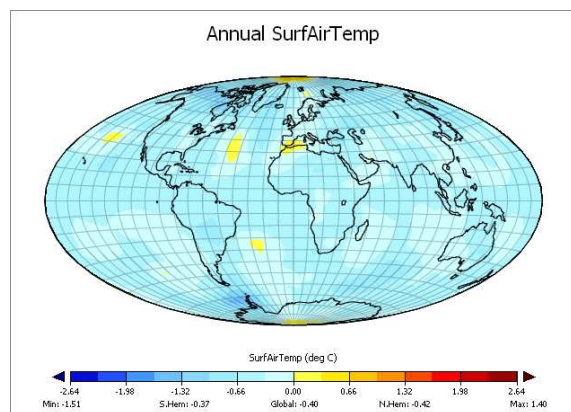 Annual SurfAirTemp
SurfAirTemp (deg C)
-2.64 -1.98 -1.32 -0.66 0.00 0.66 1.32 1.98 2.64
Min: -1.51 S.Hem: -0.37 Global: -0.40 N.Hem: -0.42 Max: 1.40